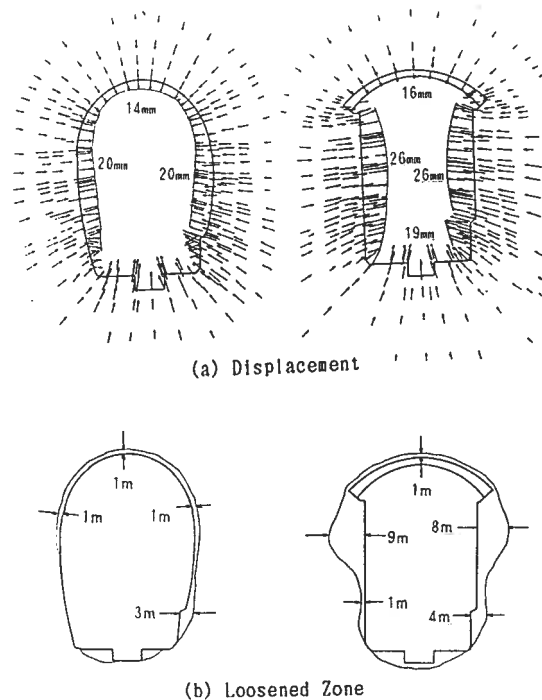 14mm
16mm
20mm
20mm
26mm
26mm
19mm
(a) Displacement
1m
1m
1m
1m
9m
8m
3m
1m
4m
(b) Loosened Zone